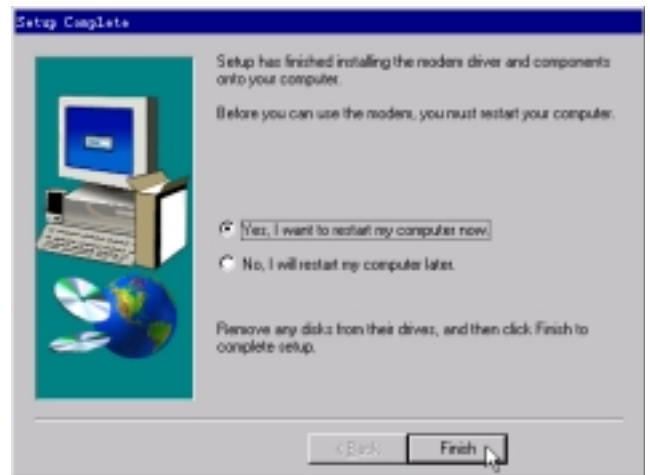 Setup Complete
Setup has finished installing the modem driver and components
onto your computer.
Before you can use the modem, you must restart your computer.
Yes, I want to restart my computer now.
No, I will restart my computer later.
Remove any disks from their drives, and then click Finish to
complete setup.
< Back
Finish